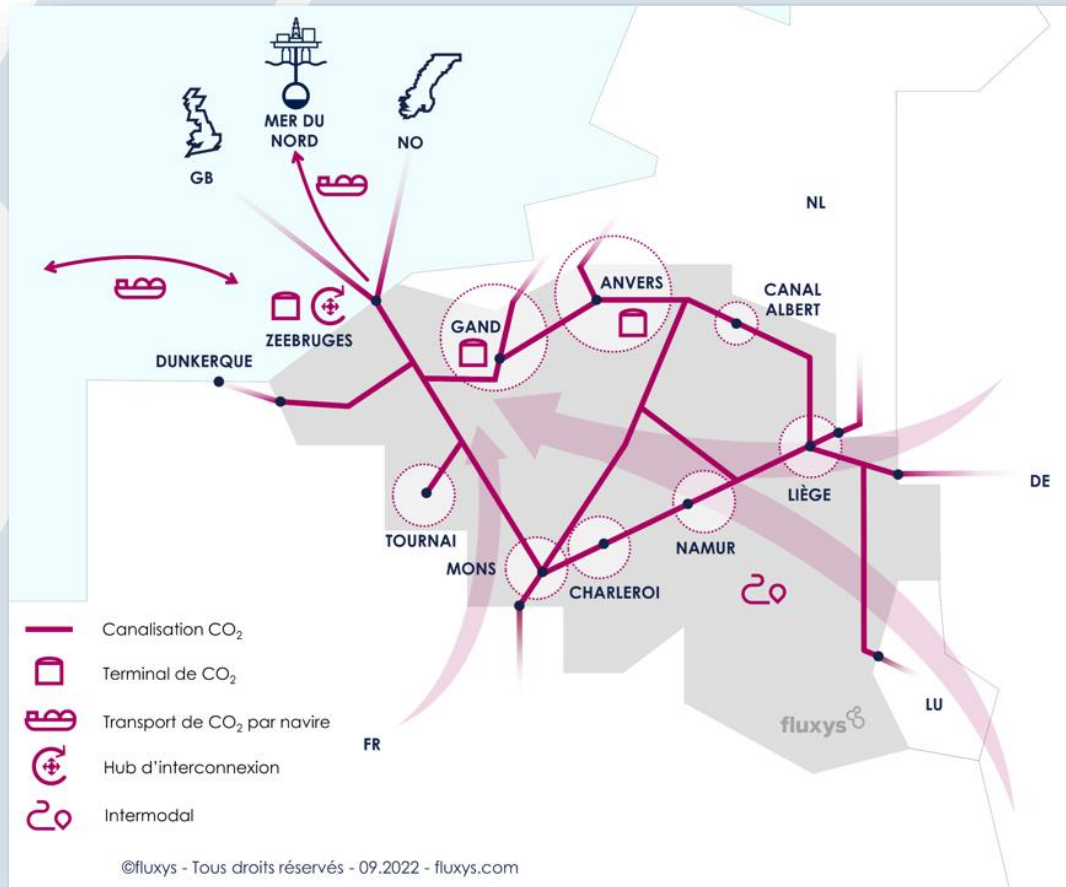 MER DU
NORD
NO
GB
NL
ANVERS
CANAL
ALBERT
GAND
ZEEBRUGES
DUNKERQUE
LIÈGE
DE
TOURNAI
NAMUR
MONS
CHARLEROI
LU
fluxys
FR
Canalisation CO₂
Terminal de CO₂
Transport de CO₂ par navire
Hub d'interconnexion
Intermodal
©fluxys - Tous droits réservés - 09.2022 - fluxys.com